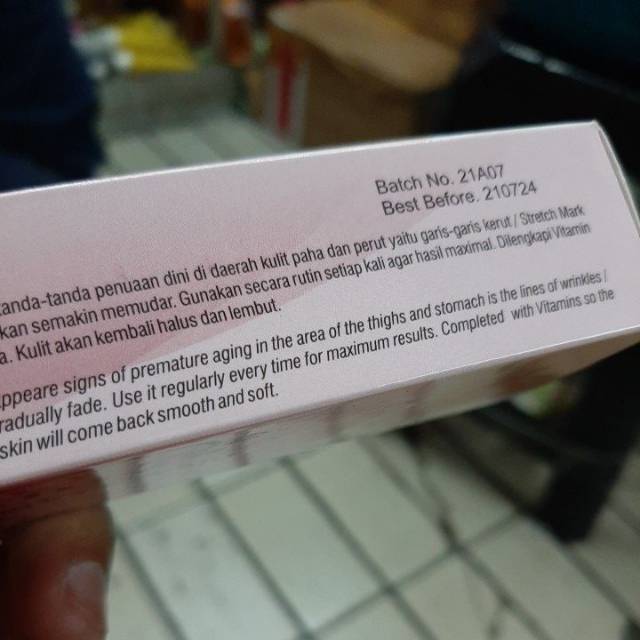 Batch No. 21A07
Best Before. 210724
tanda-tanda penuaan dini di daerah kulit paha dan perut yaitu garis-garis kerut / Stretch Mark
kan semakin memudar. Gunakan secara rutin setiap kali agar hasil maximal. Dilengkapi Vitamin
a. Kulit akan kembali halus dan lembut.
ppeare signs of premature aging in the area of the thighs and stomach is the lines of wrinkles /
radually fade. Use it regularly every time for maximum results. Completed with Vitamins so the
skin will come back smooth and soft.